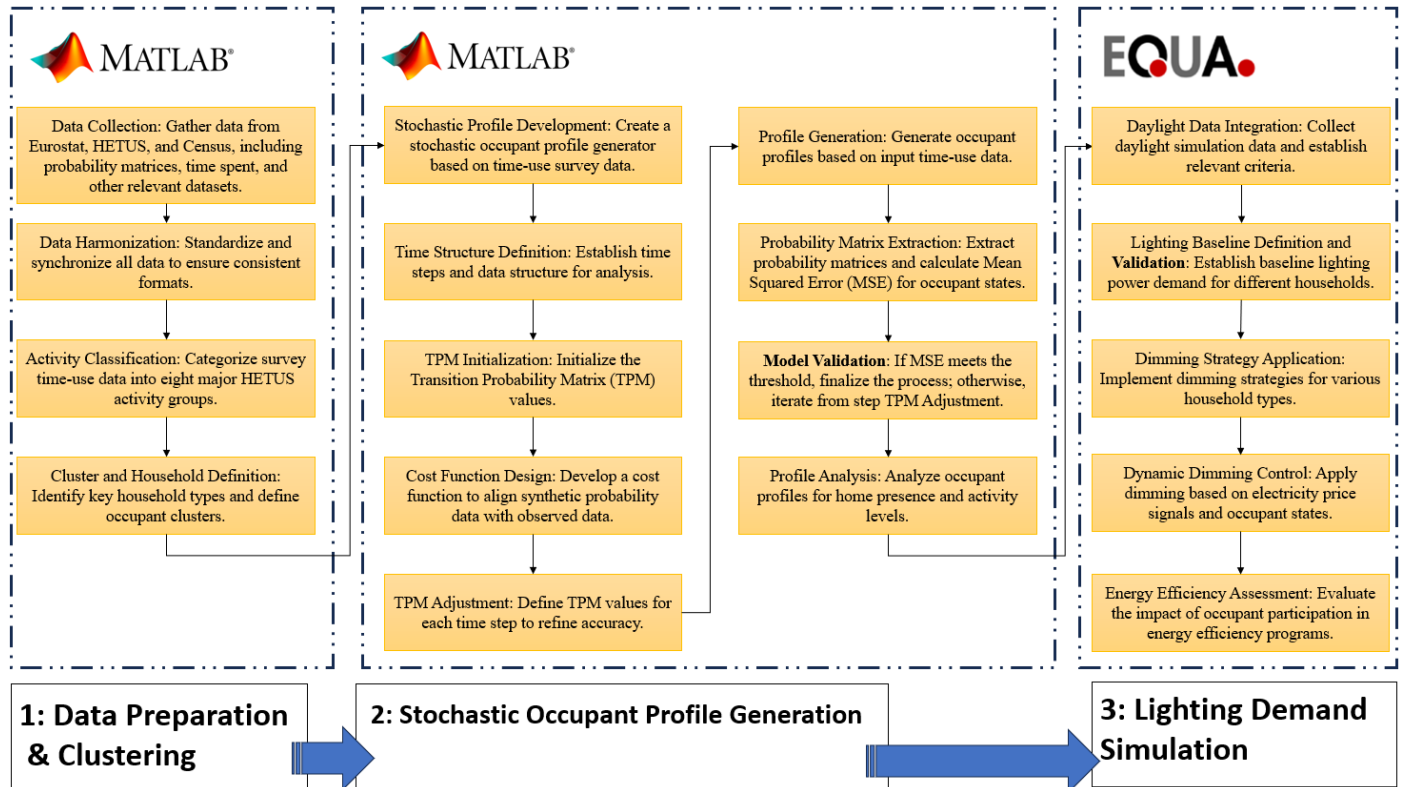 MATLAB®
Data Collection: Gather data from
Eurostat, HETUS, and Census, including
probability matrices, time spent, and
other relevant datasets.
Data Harmonization: Standardize and
synchronize all data to ensure consistent
formats.
Activity Classification: Categorize survey
time-use data into eight major HETUS
activity groups.
Cluster and Household Definition:
Identify key household types and define
occupant clusters.
MATLAB®
Stochastic Profile Development: Create a
stochastic occupant profile generator
based on time-use survey data.
Time Structure Definition: Establish time
steps and data structure for analysis.
TPM Initialization: Initialize the
Transition Probability Matrix (TPM)
values.
Cost Function Design: Develop a cost
function to align synthetic probability
data with observed data.
TPM Adjustment: Define TPM values for
each time step to refine accuracy.
Profile Generation: Generate occupant
profiles based on input time-use data.
Probability Matrix Extraction: Extract
probability matrices and calculate Mean
Squared Error (MSE) for occupant states.
Model Validation: If MSE meets the
threshold, finalize the process; otherwise,
iterate from step TPM Adjustment.
Profile Analysis: Analyze occupant
profiles for home presence and activity
levels.
EQUA.
Daylight Data Integration: Collect
daylight simulation data and establish
relevant criteria.
Lighting Baseline Definition and
Validation: Establish baseline lighting
power demand for different households.
Dimming Strategy Application:
Implement dimming strategies for various
household types.
Dynamic Dimming Control: Apply
dimming based on electricity price
signals and occupant states.
Energy Efficiency Assessment: Evaluate
the impact of occupant participation in
energy efficiency programs.
1: Data Preparation
& Clustering
2: Stochastic Occupant Profile Generation
3: Lighting Demand
Simulation